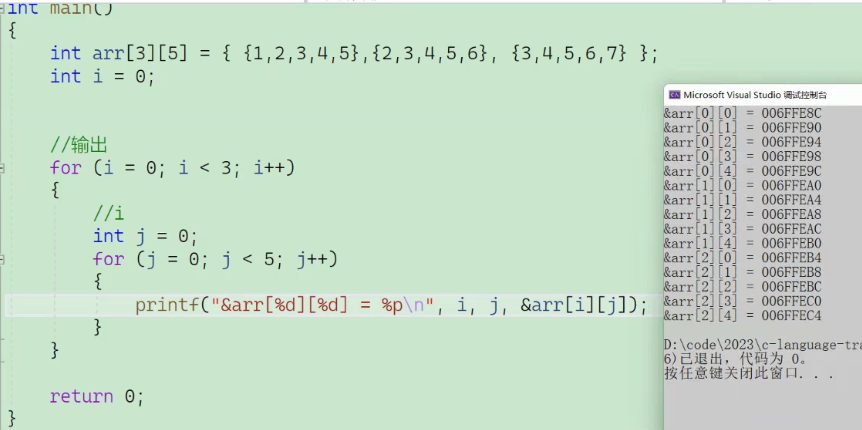 int main()
{
int arr[3][5] = { {1,2,3,4,5},{2,3,4,5,6}, {3,4,5,6,7} };
int i = 0;
//输出
for (i = 0; i < 3; i++)
{
//i
int j = 0;
for (j = 0; j < 5; j++)
{
printf("&arr[%d][%d] = %p\n", i, j, &arr[i][j]);
}
}
return 0;
}
Microsoft Visual Studio 调试控制台
&arr[0][0] = 006FFE8C
&arr[0][1] = 006FFE90
&arr[0][2] = 006FFE94
&arr[0][3] = 006FFE98
&arr[0][4] = 006FFE9C
&arr[1][0] = 006FFEA0
&arr[1][1] = 006FFEA4
&arr[1][2] = 006FFEA8
&arr[1][3] = 006FFEAC
&arr[1][4] = 006FFEB0
&arr[2][0] = 006FFEB4
&arr[2][1] = 006FFEB8
&arr[2][2] = 006FFEBC
&arr[2][3] = 006FFEC0
&arr[2][4] = 006FFEC4
D:\code\2023\c-language-tra
6)已退出，代码为 0。
按任意键关闭此窗口. . .